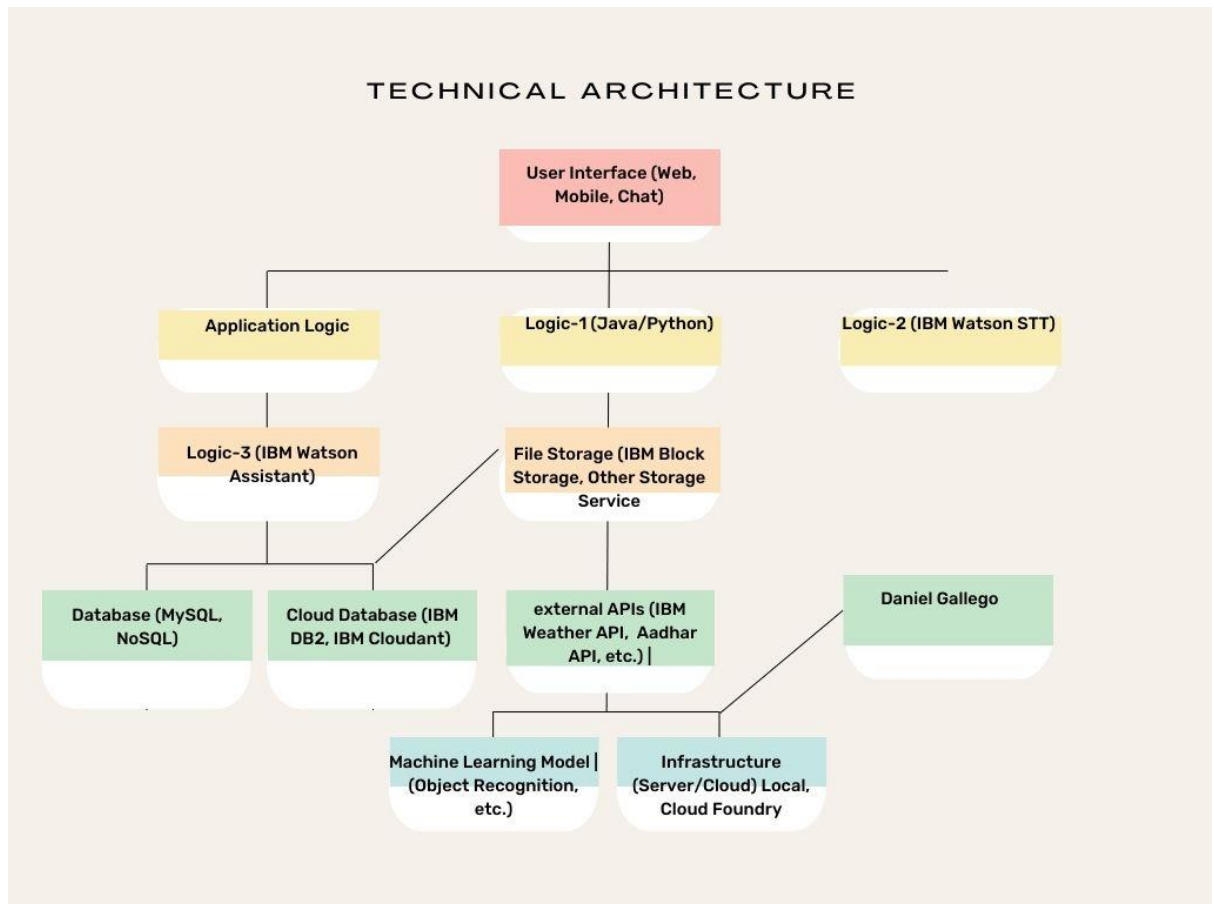 TECHNICAL ARCHITECTURE
User Interface (Web,
Mobile, Chat)
Application Logic
Logic-1 (Java/Python)
Logic-2 (IBM Watson STT)
Logic-3 (IBM Watson
Assistant)
File Storage (IBM Block
Storage, Other Storage
Service
Database (MySQL,
NoSQL)
Cloud Database (IBM
DB2, IBM Cloudant)
external APIs (IBM
Weather API, Aadhar
API, etc.) |
Daniel Gallego
Machine Learning Model |
(Object Recognition,
etc.)
Infrastructure
(Server/Cloud) Local,
Cloud Foundry